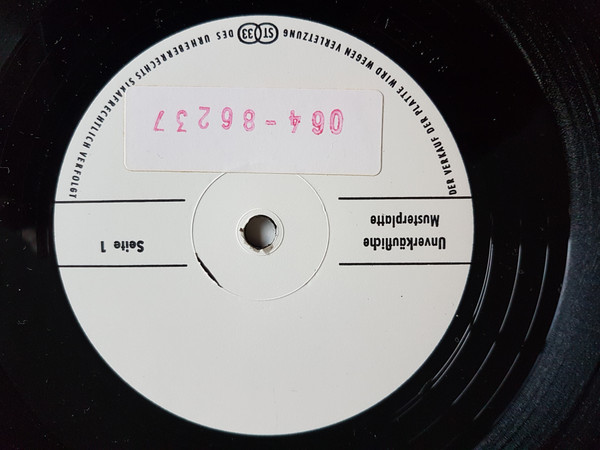 Unverkäufliche
Musterplatte
Seite 1
064-86237
DER VERKAUF DER PLATTE WIRD WEGEN VERLETZUNG ST 33 DES URHEBERRECHTS STRAFRECHTLICH VERFOLGT